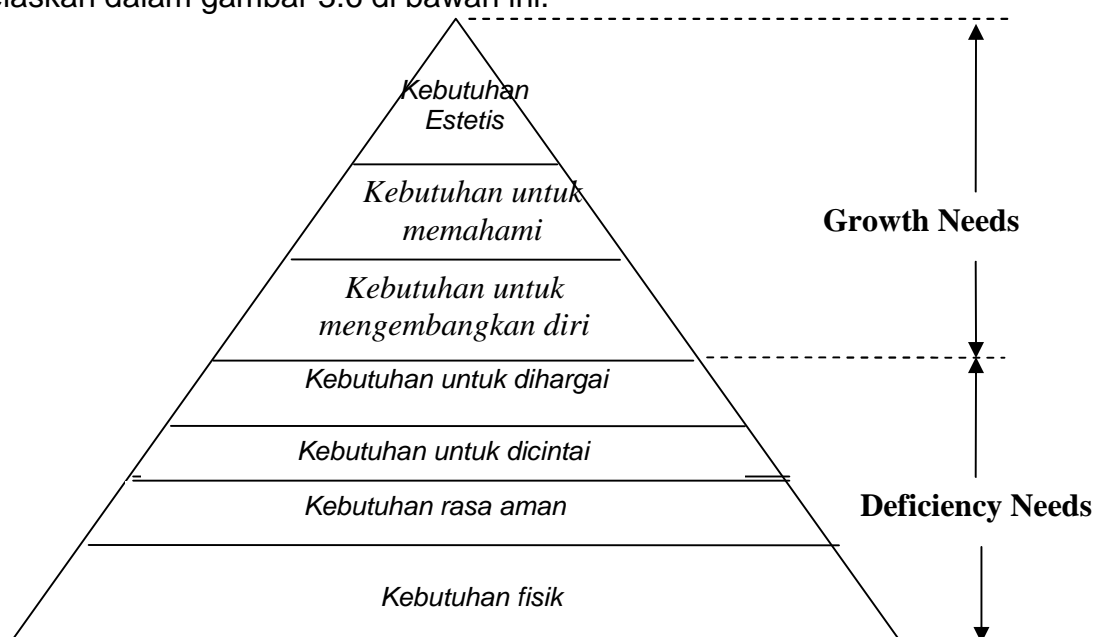 dalam gambar 3.6 di bawah ini.
Kebutuhan
Estetis
Kebutuhan untuk
memahami
Growth Needs
Kebutuhan untuk
mengembangkan diri
Kebutuhan untuk dihargai
Kebutuhan untuk dicintai
Kebutuhan rasa aman
Deficiency Needs
Kebutuhan fisik